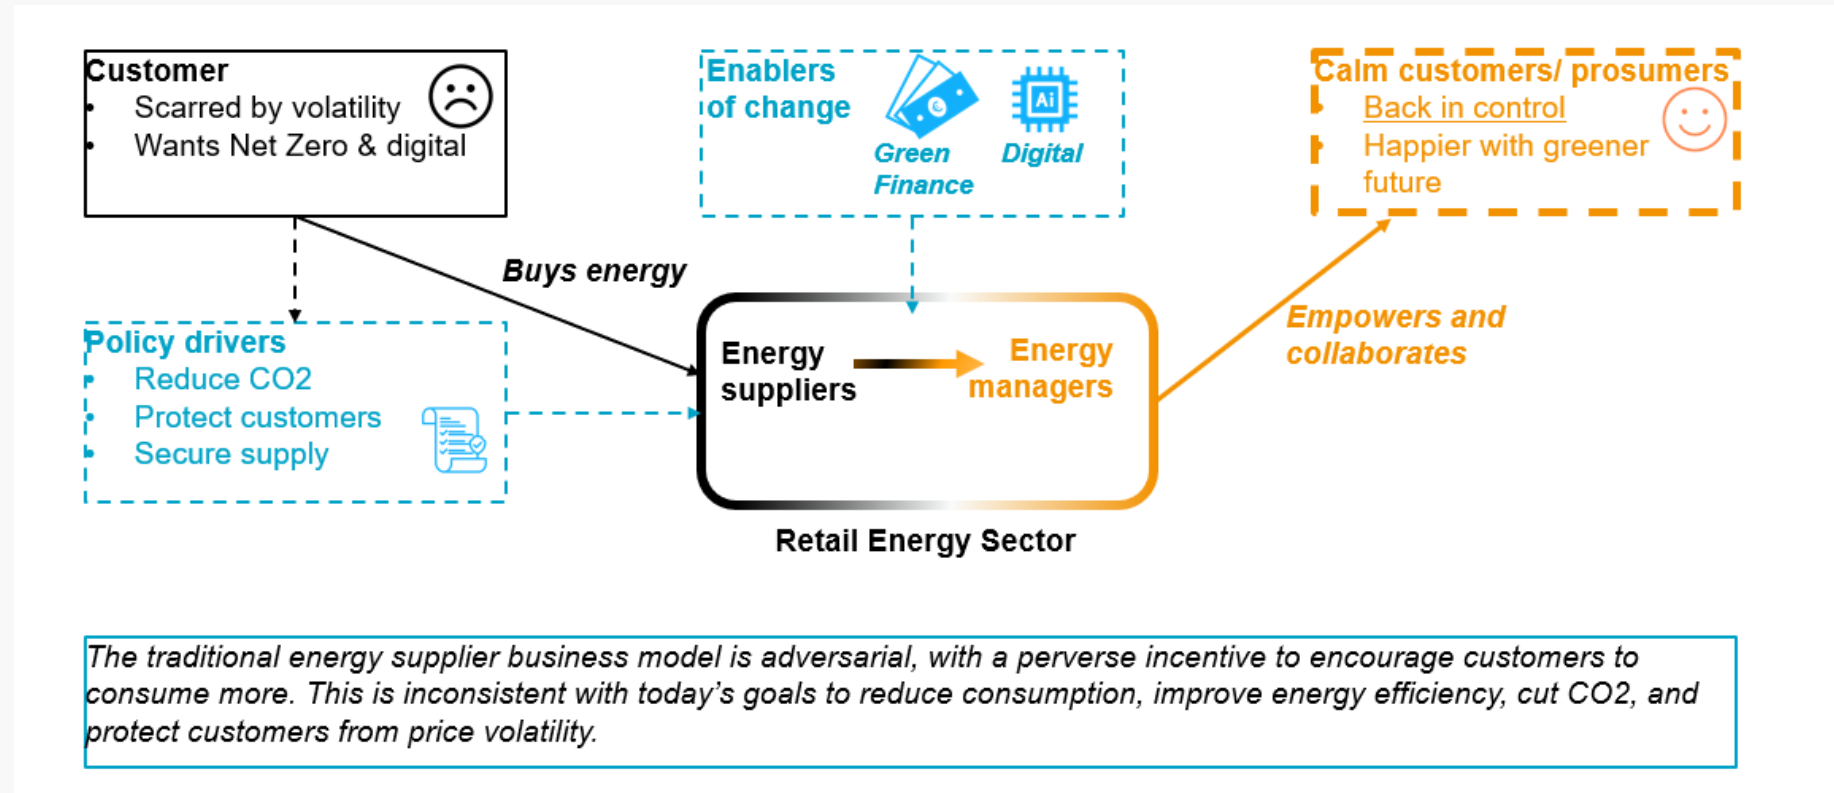 Customer
• Scarred by volatility
• Wants Net Zero & digital
Enablers
of change
Green
Finance
Digital
Ai
Calm customers/ prosumers
• Back in control
• Happier with greener
future
Buys energy
Policy drivers
• Reduce CO2
• Protect customers
• Secure supply
Energy
suppliers
Energy
managers
Empowers and
collaborates
Retail Energy Sector
The traditional energy supplier business model is adversarial, with a perverse incentive to encourage customers to
consume more. This is inconsistent with today’s goals to reduce consumption, improve energy efficiency, cut CO2, and
protect customers from price volatility.